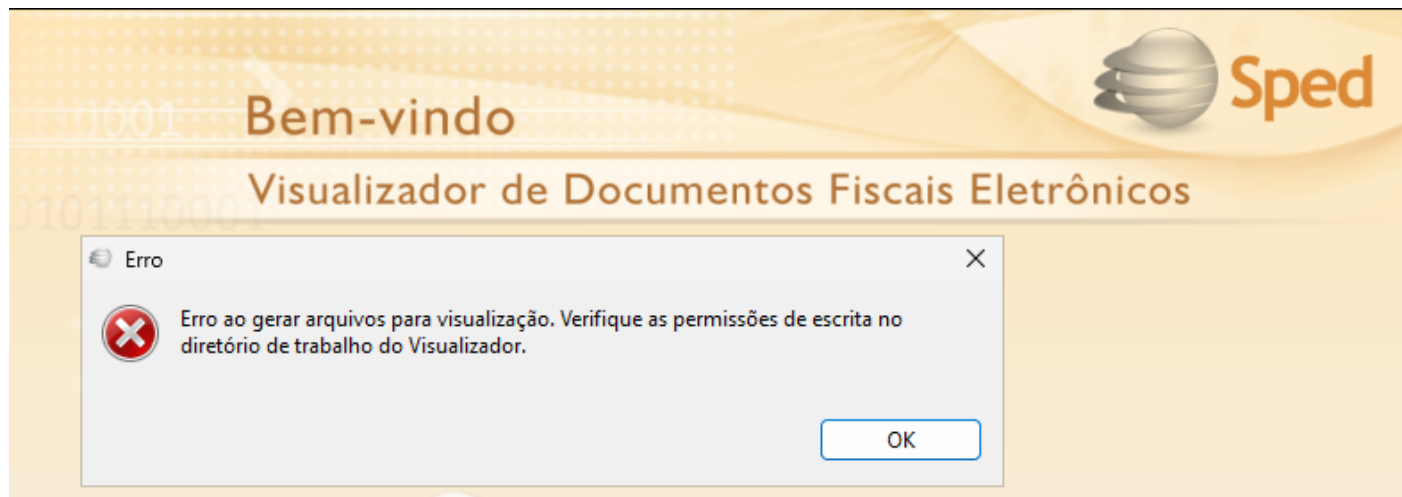 Sped
Bem-vindo
Visualizador de Documentos Fiscais Eletrônicos
Erro
Erro ao gerar arquivos para visualização. Verifique as permissões de escrita no
diretório de trabalho do Visualizador.
OK